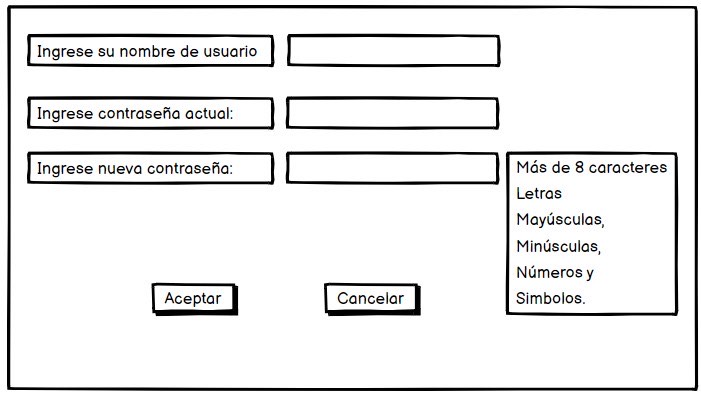 Ingrese su nombre de usuario
Ingrese contraseña actual:
Ingrese nueva contraseña:
Más de 8 caracteres
Letras
Mayúsculas,
Minúsculas,
Números y
Simbolos.
Aceptar
Cancelar